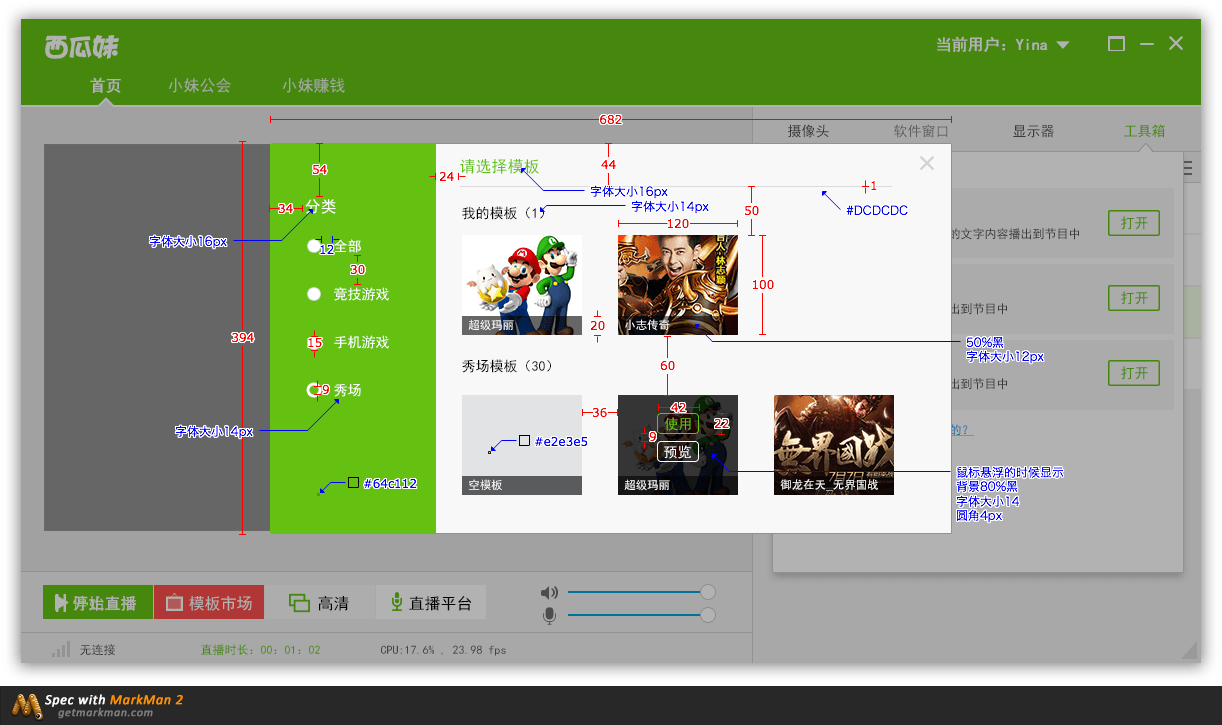 西瓜妹
当前用户：Yina
首页
小妹公会
小妹赚钱
682
摄像头
软件窗口
显示器
工具箱
54
24
请选择模板
44
字体大小16px
1
34
分类
我的模板（1）
字体大小14px
50
#DCDCDC
字体大小16px
12
全部
120
的文字内容播出到节目中
打开
30
竞技游戏
100
出到节目中
打开
394
15
手机游戏
超级玛丽
20
小志传奇
50%黑
字体大小12px
秀场模板（30）
60
9
秀场
出到节目中
打开
字体大小14px
36
42
使用
22
9
预览
的?
#e2e3e5
#64c112
空模板
超级玛丽
無界國战
御龙在天_无界国战
鼠标悬浮的时候显示
背景80%黑
字体大小14
圆角4px
模板市场
高清
直播平台
无连接
直播时长：00：01：02
CPU:17.6% , 23.98 fps
Spec with MarkMan 2
getmarkman.com